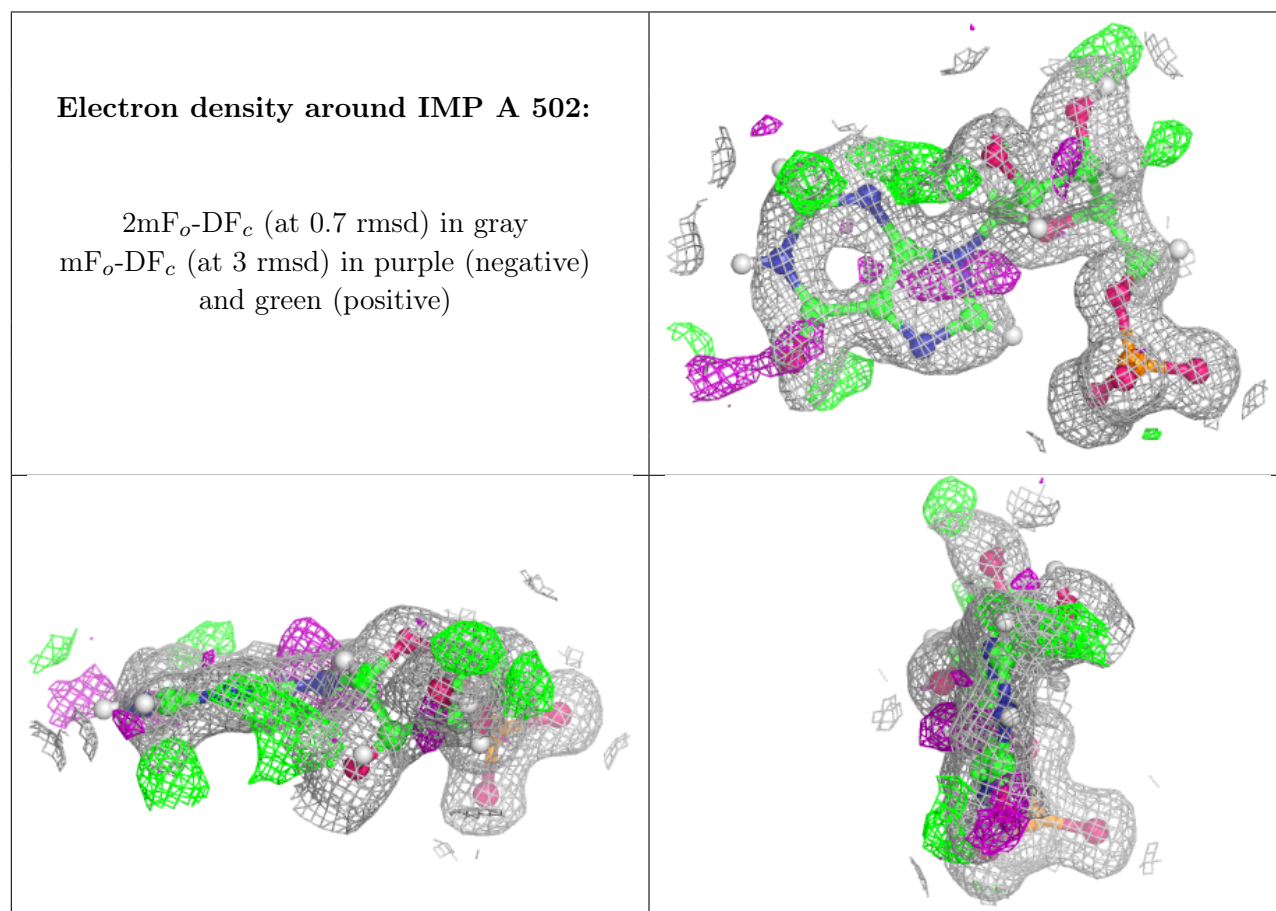 Electron density around IMP A 502:
2mFₒ-DF𝒸 (at 0.7 rmsd) in gray
mFₒ-DF𝒸 (at 3 rmsd) in purple (negative)
and green (positive)